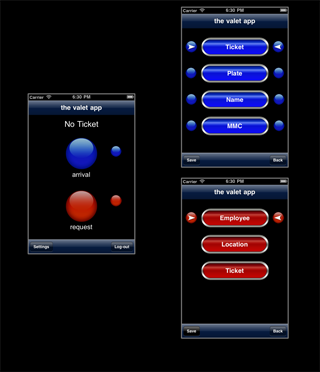 Carrier 6:30 PM
the valet app
No Ticket
arrival
request
Settings Log-out
Carrier 6:30 PM
the valet app
Ticket
Plate
Name
MMC
Save Back
Carrier 6:30 PM
the valet app
Employee
Location
Ticket
Save Back